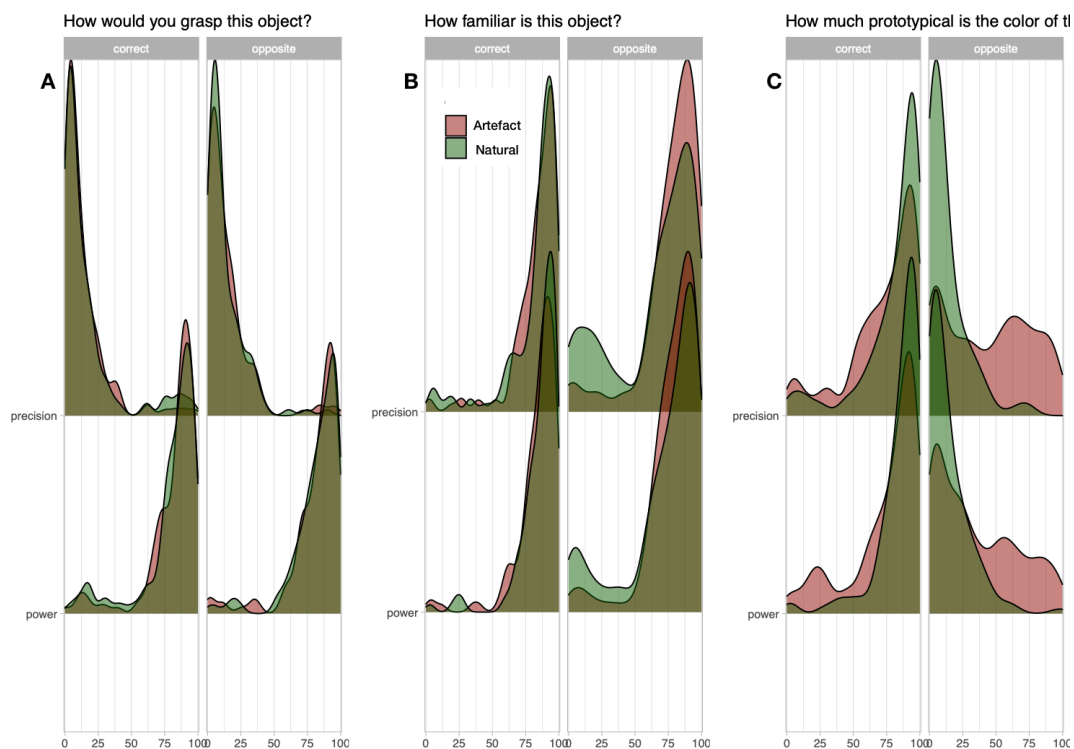 How would you grasp this object?
correct
opposite
A
precision
power
0
25
50
75
100
0
25
50
75
100
How familiar is this object?
correct
opposite
B
Artefact
Natural
precision
power
0
25
50
75
100
0
25
50
75
100
How much prototypical is the color of th
correct
opposite
C
precision
power
0
25
50
75
100
0
25
50
75
100